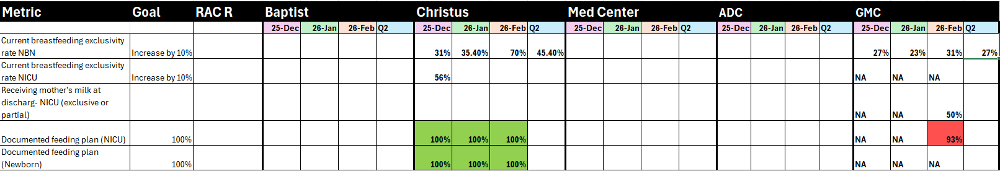 Metric Goal RAC R Baptist Christus Med Center ADC GMC
25-Dec 26-Jan 26-Feb Q2 25-Dec 26-Jan 26-Feb Q2 25-Dec 26-Jan 26-Feb Q2 25-Dec 26-Jan 26-Feb Q2 25-Dec 26-Jan 26-Feb Q2
Current breastfeeding exclusivity
rate NBN Increase by 10% 31% 35.40% 70% 45.40% 27% 23% 31% 27%
Current breastfeeding exclusivity
rate NICU Increase by 10% 56% NA NA NA
Receiving mother's milk at
discharg- NICU (exclusive or
partial) NA NA 50%
Documented feeding plan (NICU) 100% 100% 100% 100% NA NA 93%
Documented feeding plan
(Newborn) 100% 100% 100% 100% NA NA NA